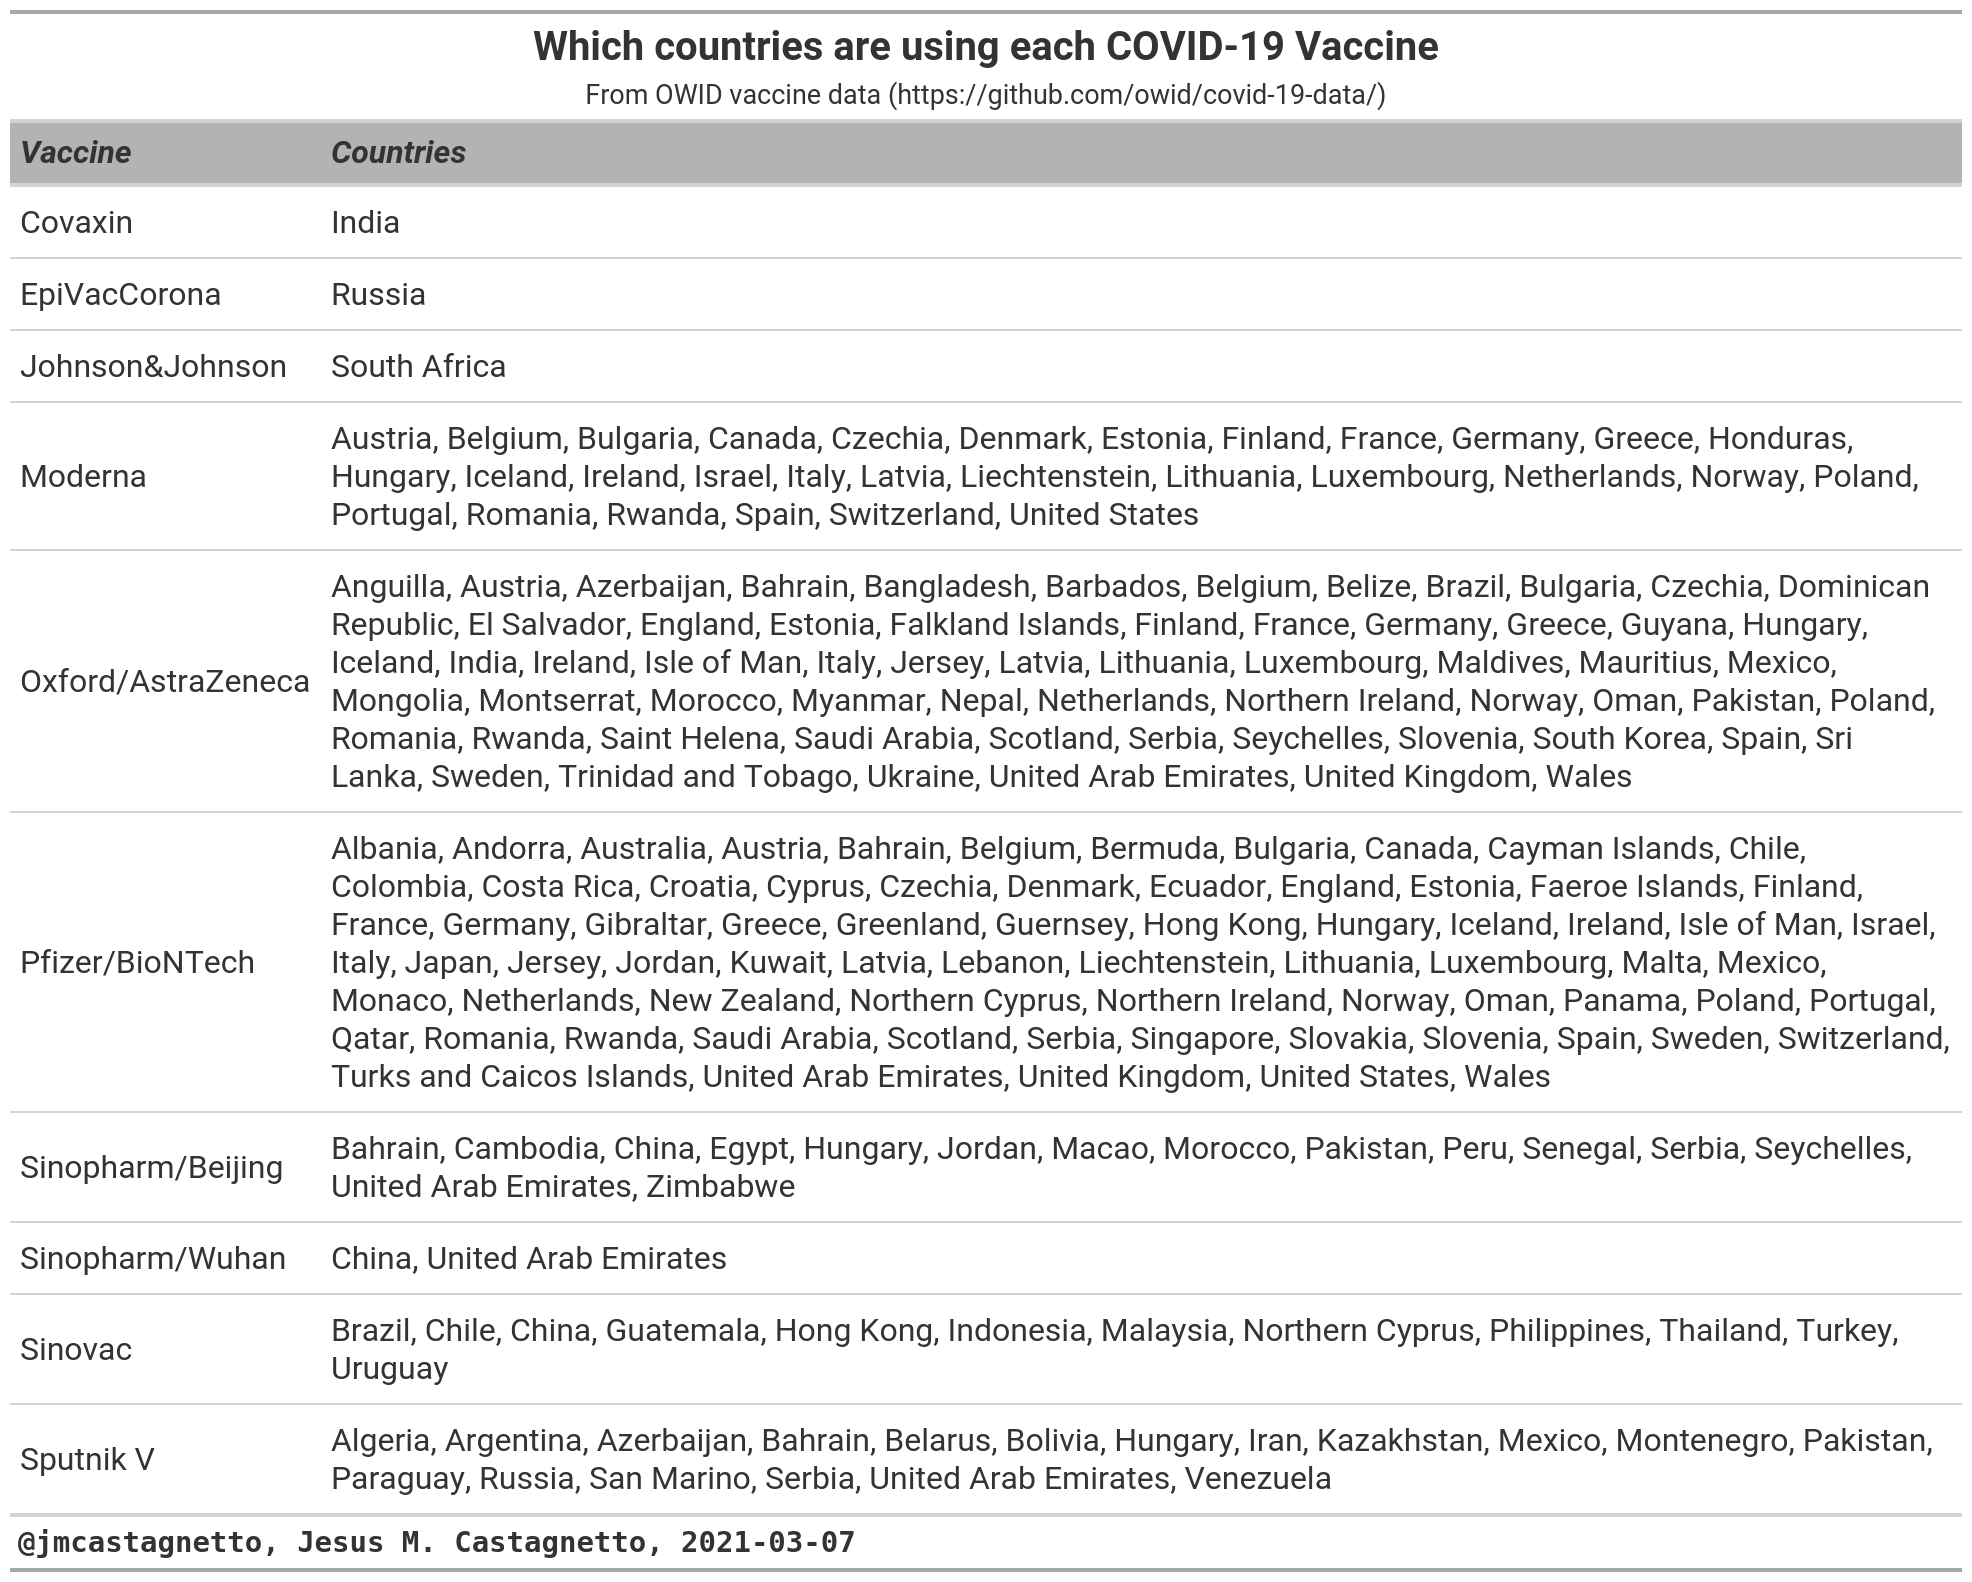 Which countries are using each COVID-19 Vaccine
From OWID vaccine data (https://github.com/owid/covid-19-data/)
Vaccine Countries
Covaxin India
EpiVacCorona Russia
Johnson&Johnson South Africa
Moderna
Austria, Belgium, Bulgaria, Canada, Czechia, Denmark, Estonia, Finland, France, Germany, Greece, Honduras,
Hungary, Iceland, Ireland, Israel, Italy, Latvia, Liechtenstein, Lithuania, Luxembourg, Netherlands, Norway, Poland,
Portugal, Romania, Rwanda, Spain, Switzerland, United States
Oxford/AstraZeneca
Anguilla, Austria, Azerbaijan, Bahrain, Bangladesh, Barbados, Belgium, Belize, Brazil, Bulgaria, Czechia, Dominican
Republic, El Salvador, England, Estonia, Falkland Islands, Finland, France, Germany, Greece, Guyana, Hungary,
Iceland, India, Ireland, Isle of Man, Italy, Jersey, Latvia, Lithuania, Luxembourg, Maldives, Mauritius, Mexico,
Mongolia, Montserrat, Morocco, Myanmar, Nepal, Netherlands, Northern Ireland, Norway, Oman, Pakistan, Poland,
Romania, Rwanda, Saint Helena, Saudi Arabia, Scotland, Serbia, Seychelles, Slovenia, South Korea, Spain, Sri
Lanka, Sweden, Trinidad and Tobago, Ukraine, United Arab Emirates, United Kingdom, Wales
Pfizer/BioNTech
Albania, Andorra, Australia, Austria, Bahrain, Belgium, Bermuda, Bulgaria, Canada, Cayman Islands, Chile,
Colombia, Costa Rica, Croatia, Cyprus, Czechia, Denmark, Ecuador, England, Estonia, Faeroe Islands, Finland,
France, Germany, Gibraltar, Greece, Greenland, Guernsey, Hong Kong, Hungary, Iceland, Ireland, Isle of Man, Israel,
Italy, Japan, Jersey, Jordan, Kuwait, Latvia, Lebanon, Liechtenstein, Lithuania, Luxembourg, Malta, Mexico,
Monaco, Netherlands, New Zealand, Northern Cyprus, Northern Ireland, Norway, Oman, Panama, Poland, Portugal,
Qatar, Romania, Rwanda, Saudi Arabia, Scotland, Serbia, Singapore, Slovakia, Slovenia, Spain, Sweden, Switzerland,
Turks and Caicos Islands, United Arab Emirates, United Kingdom, United States, Wales
Sinopharm/Beijing
Bahrain, Cambodia, China, Egypt, Hungary, Jordan, Macao, Morocco, Pakistan, Peru, Senegal, Serbia, Seychelles,
United Arab Emirates, Zimbabwe
Sinopharm/Wuhan China, United Arab Emirates
Sinovac
Brazil, Chile, China, Guatemala, Hong Kong, Indonesia, Malaysia, Northern Cyprus, Philippines, Thailand, Turkey,
Uruguay
Sputnik V
Algeria, Argentina, Azerbaijan, Bahrain, Belarus, Bolivia, Hungary, Iran, Kazakhstan, Mexico, Montenegro, Pakistan,
Paraguay, Russia, San Marino, Serbia, United Arab Emirates, Venezuela
@jmcastagnetto, Jesus M. Castagnetto, 2021-03-07